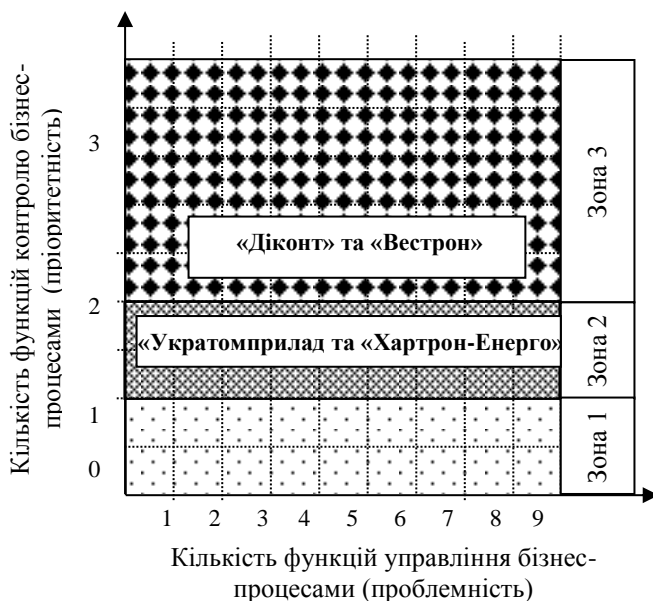 Кількість функцій контролю бізнес-
процесами (пріоритетність)
3
2
1
0
«Діконт» та «Вестрон»
«Укратомприлад та «Хартрон-Енерго»
Зона 3
Зона 2
Зона 1
1 2 3 4 5 6 7 8 9
Кількість функцій управління бізнес-
процесами (проблемність)